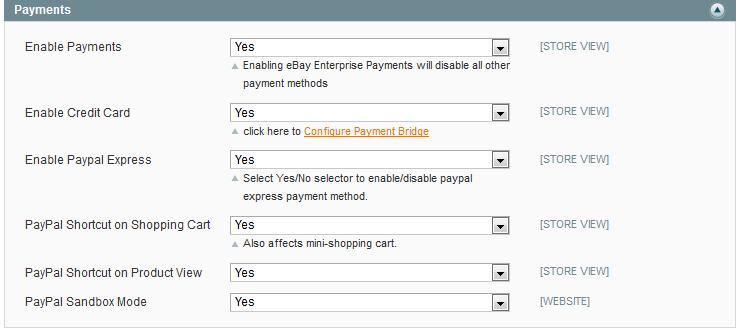 Payments
Enable Payments Yes [STORE VIEW]
Enabling eBay Enterprise Payments will disable all other
payment methods
Enable Credit Card Yes [STORE VIEW]
click here to Configure Payment Bridge
Enable Paypal Express Yes [STORE VIEW]
Select Yes/No selector to enable/disable paypal
express payment method.
PayPal Shortcut on Shopping Cart Yes [STORE VIEW]
Also affects mini-shopping cart.
PayPal Shortcut on Product View Yes [STORE VIEW]
PayPal Sandbox Mode Yes [WEBSITE]